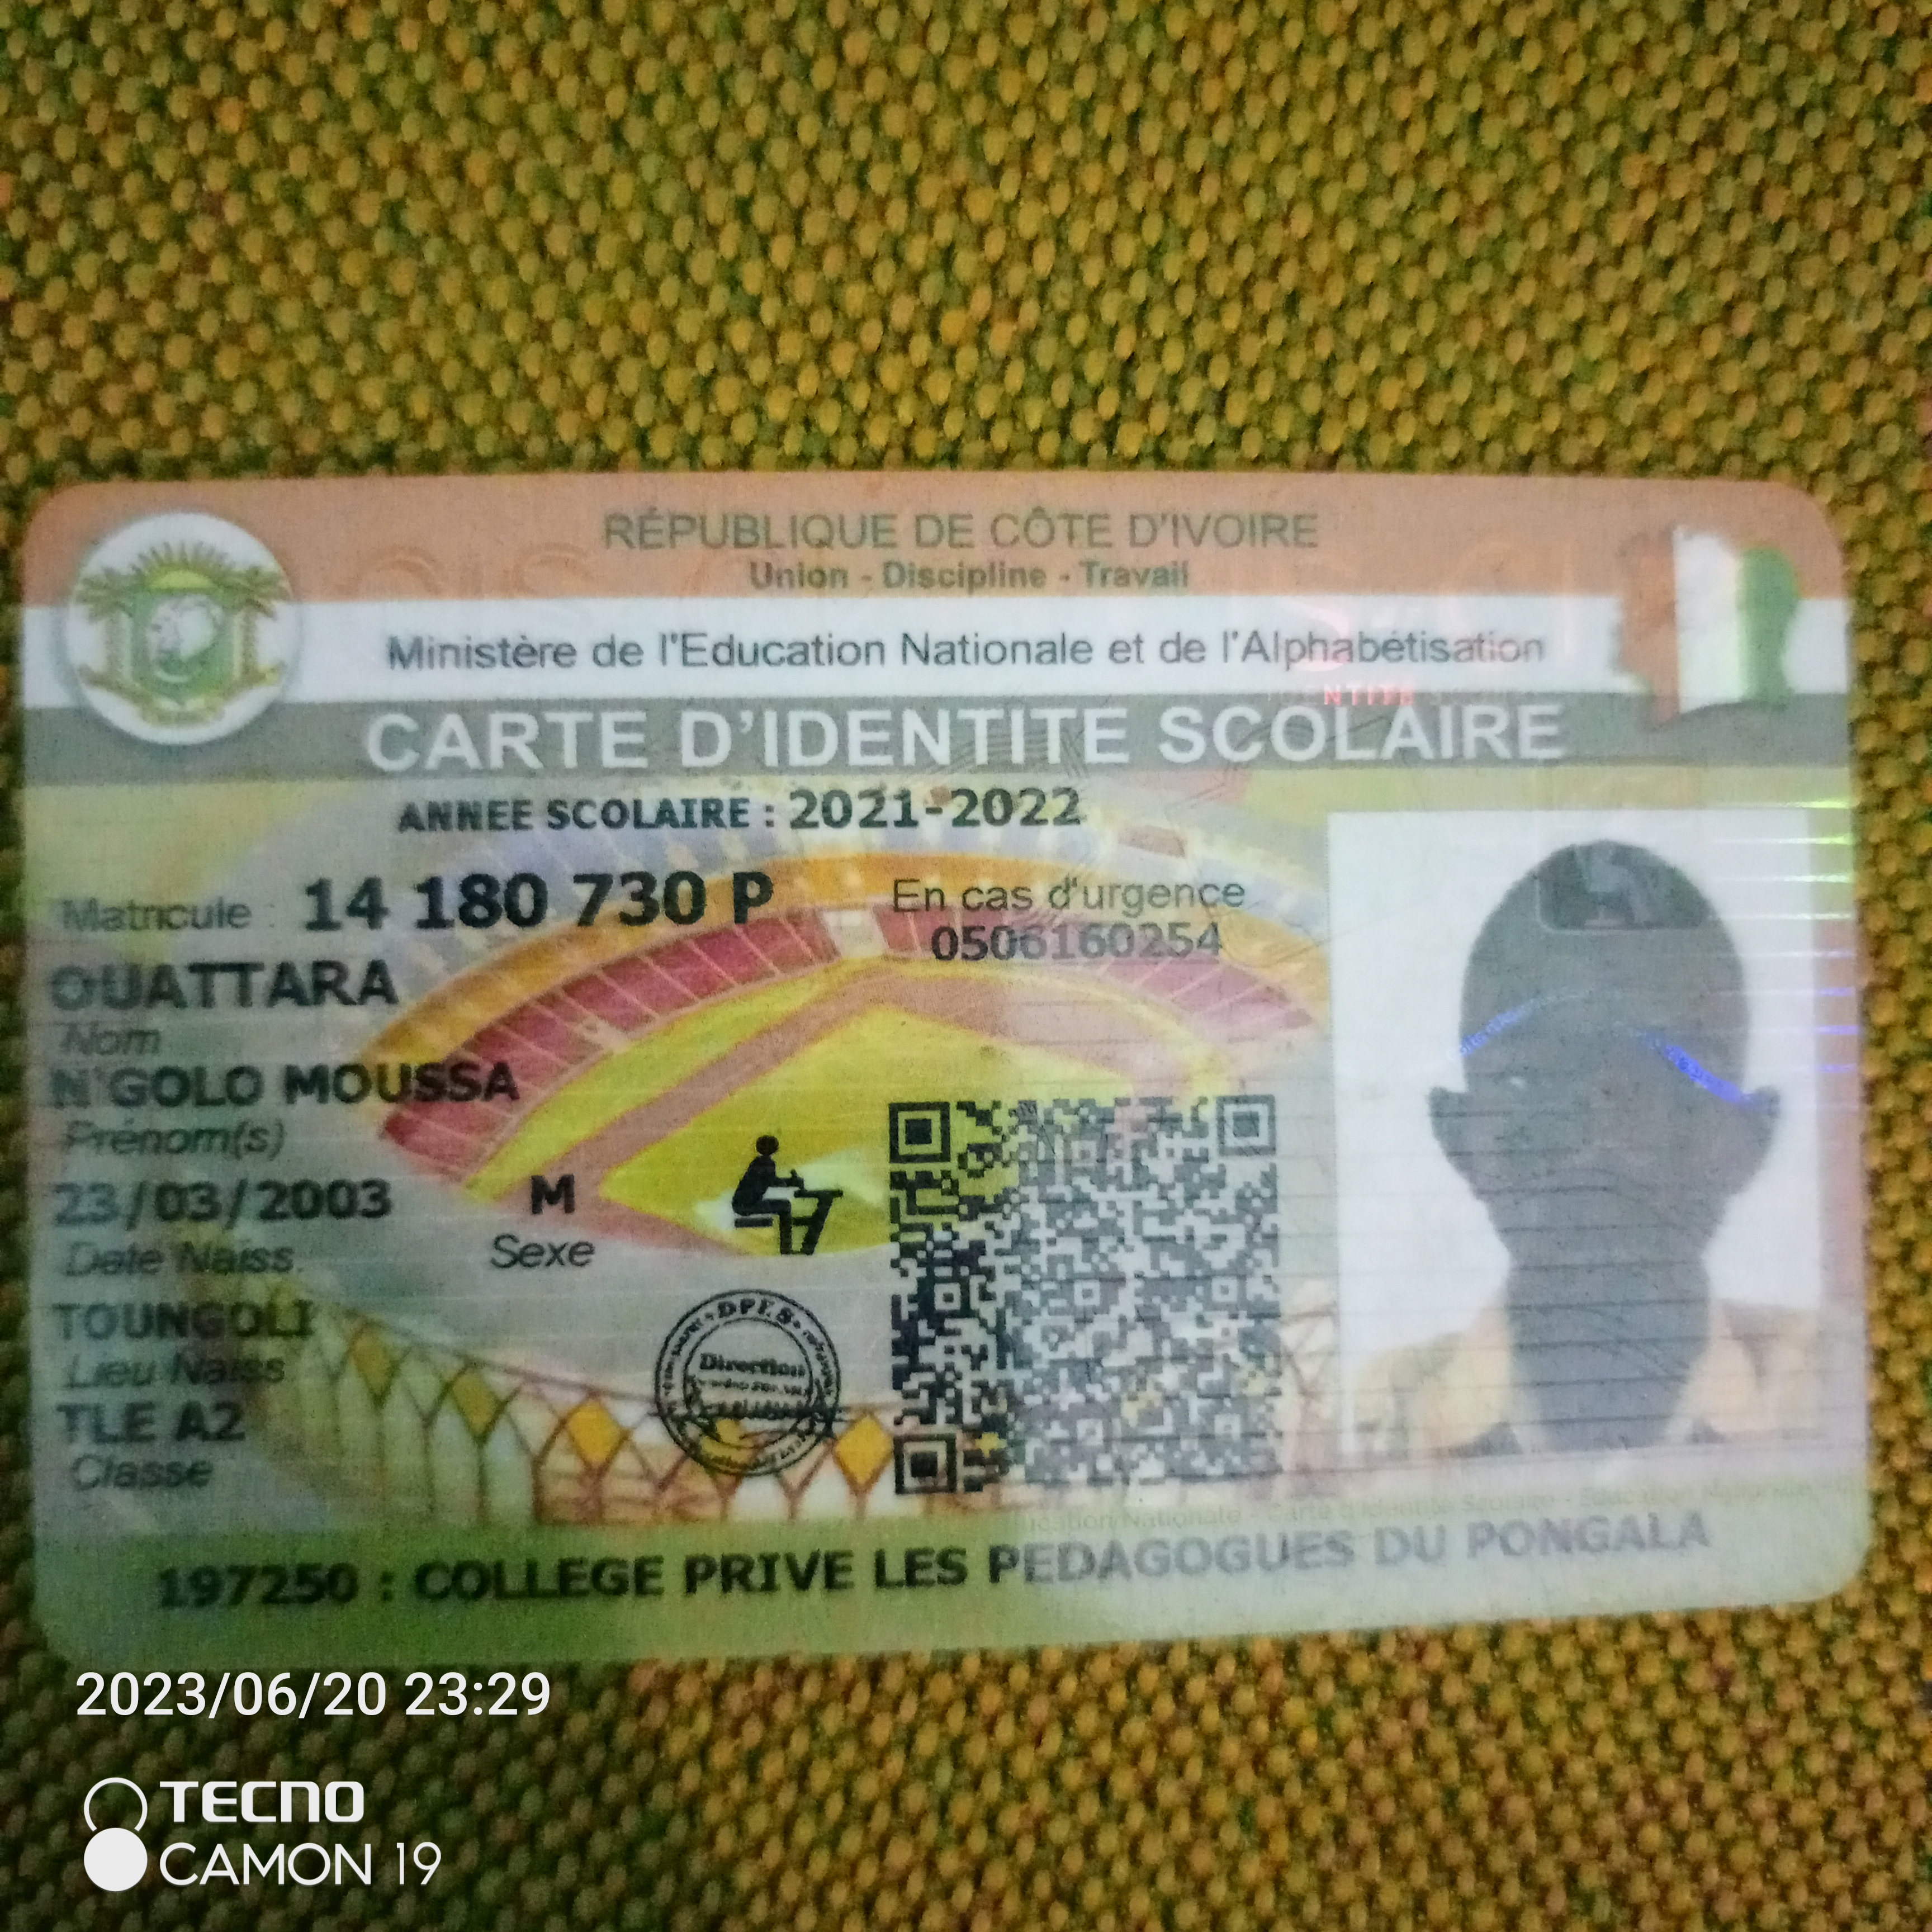 RÉPUBLIQUE DE CÔTE D'IVOIRE
Union - Discipline - Travail
Ministère de l'Education Nationale et de l'Alphabétisation
CARTE D'IDENTITE SCOLAIRE
ANNEE SCOLAIRE : 2021-2022
Matricule : 14 180 730 P
En cas d'urgence
0506160254
OUATTARA
Nom
N'GOLO MOUSSA
Prénom(s)
23/03/2003
Date Naiss.
M
Sexe
TOUNGOLI
Lieu Naiss
TLE A2
Classe
Direction
Education Nationale - Carte d'Identité Scolaire - Education Nationale
197250 : COLLEGE PRIVE LES PEDAGOGUES DU PONGALA
2023/06/20 23:29
TECNO
CAMON 19